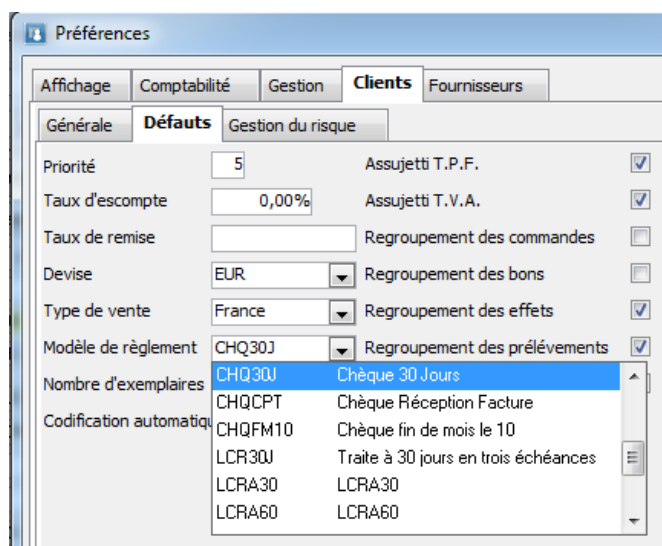 Préférences
Affichage Comptabilité Gestion Clients Fournisseurs
Générale Défauts Gestion du risque
Priorité 5 Assujetti T.P.F.
Taux d'escompte 0,00% Assujetti T.V.A.
Taux de remise Regroupement des commandes
Devise EUR Regroupement des bons
Type de vente France Regroupement des effets
Modèle de règlement CHQ30J Regroupement des prélévements
Nombre d'exemplaires CHQ30J Chèque 30 Jours
CHQCPT Chèque Réception Facture
Codification automatiqu CHQFM10 Chèque fin de mois le 10
LCR30J Traite à 30 jours en trois échéances
LCRA30 LCRA30
LCRA60 LCRA60